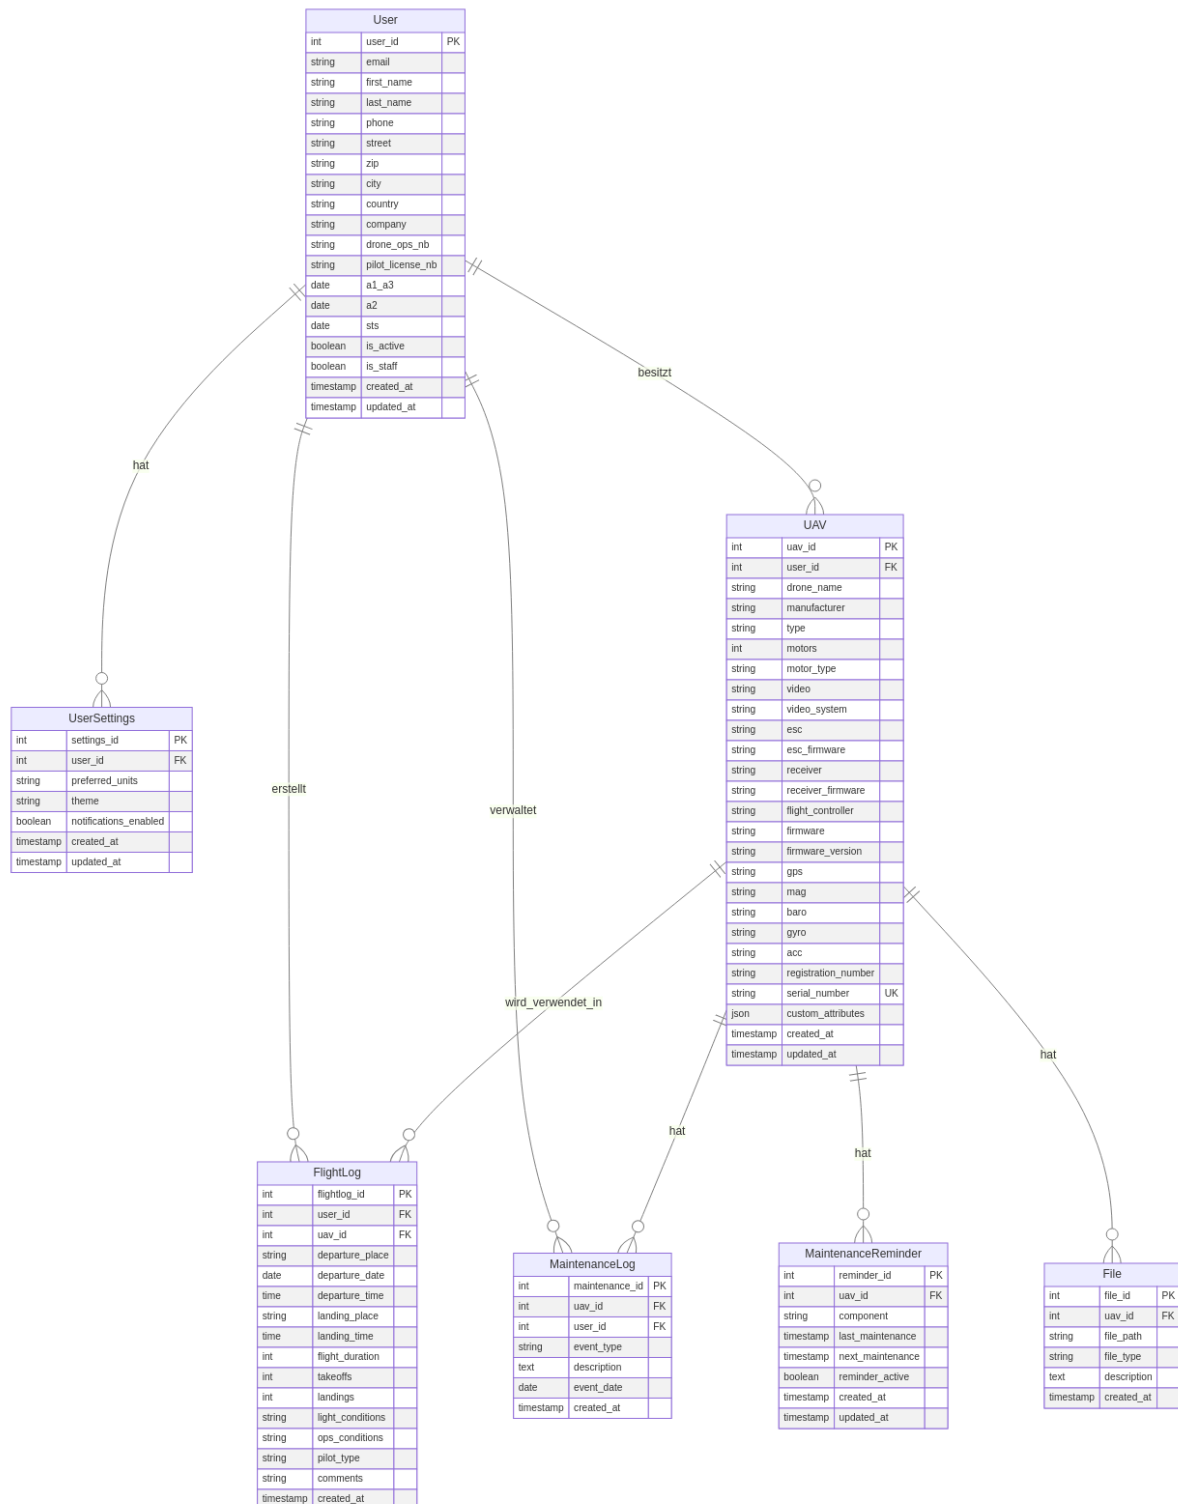 User
int user_id PK
string email
string first_name
string last_name
string phone
string street
string zip
string city
string country
string company
string drone_ops_nb
string pilot_license_nb
date a1_a3
date a2
date sts
boolean is_active
boolean is_staff
timestamp created_at
timestamp updated_at
besitzt
hat
UAV
int uav_id PK
int user_id FK
string drone_name
string manufacturer
string type
int motors
string motor_type
string video
string video_system
string esc
string esc_firmware
string receiver
string receiver_firmware
string flight_controller
string firmware
string firmware_version
string gps
string mag
string baro
string gyro
string acc
string registration_number
string serial_number UK
json custom_attributes
timestamp created_at
timestamp updated_at
UserSettings
int settings_id PK
int user_id FK
string preferred_units
string theme
boolean notifications_enabled
timestamp created_at
timestamp updated_at
erstellt
verwaltet
wird_verwendet_in
hat
hat
hat
FlightLog
int flightlog_id PK
int user_id FK
int uav_id FK
string departure_place
date departure_date
time departure_time
string landing_place
time landing_time
int flight_duration
int takeoffs
int landings
string light_conditions
string ops_conditions
string pilot_type
string comments
timestamp created_at
MaintenanceLog
int maintenance_id PK
int uav_id FK
int user_id FK
string event_type
text description
date event_date
timestamp created_at
MaintenanceReminder
int reminder_id PK
int uav_id FK
string component
timestamp last_maintenance
timestamp next_maintenance
boolean reminder_active
timestamp created_at
timestamp updated_at
File
int file_id PK
int uav_id FK
string file_path
string file_type
text description
timestamp created_at